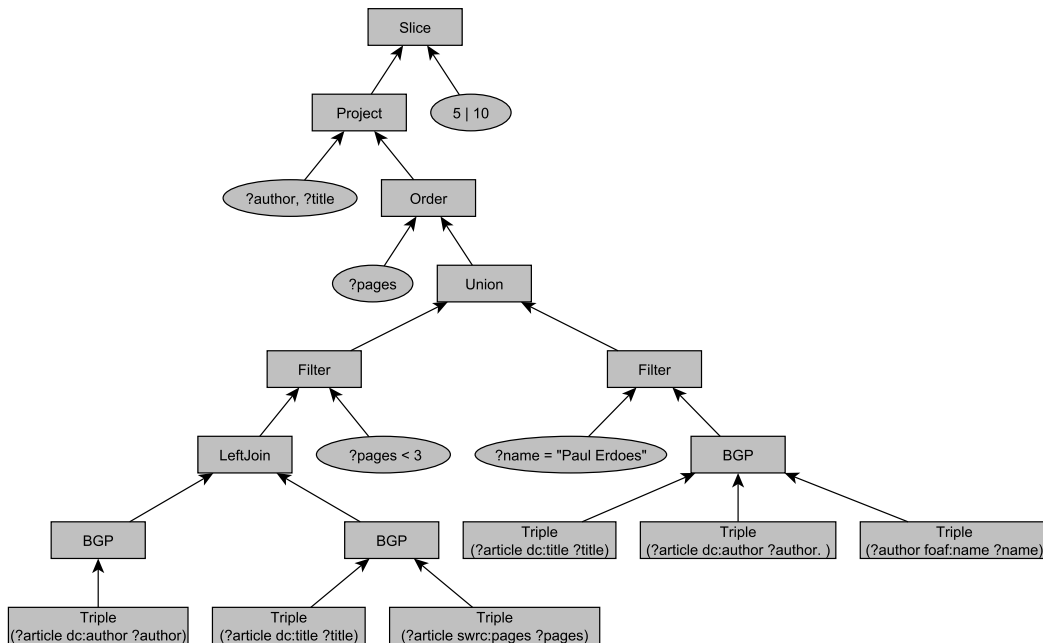 Slice
Project
5 | 10
?author, ?title
Order
?pages
Union
Filter
Filter
LeftJoin
?pages < 3
?name = "Paul Erdoes"
BGP
BGP
BGP
Triple
(?article dc:title ?title)
Triple
(?article dc:author ?author. )
Triple
(?author foaf:name ?name)
Triple
(?article dc:author ?author)
Triple
(?article dc:title ?title)
Triple
(?article swrc:pages ?pages)